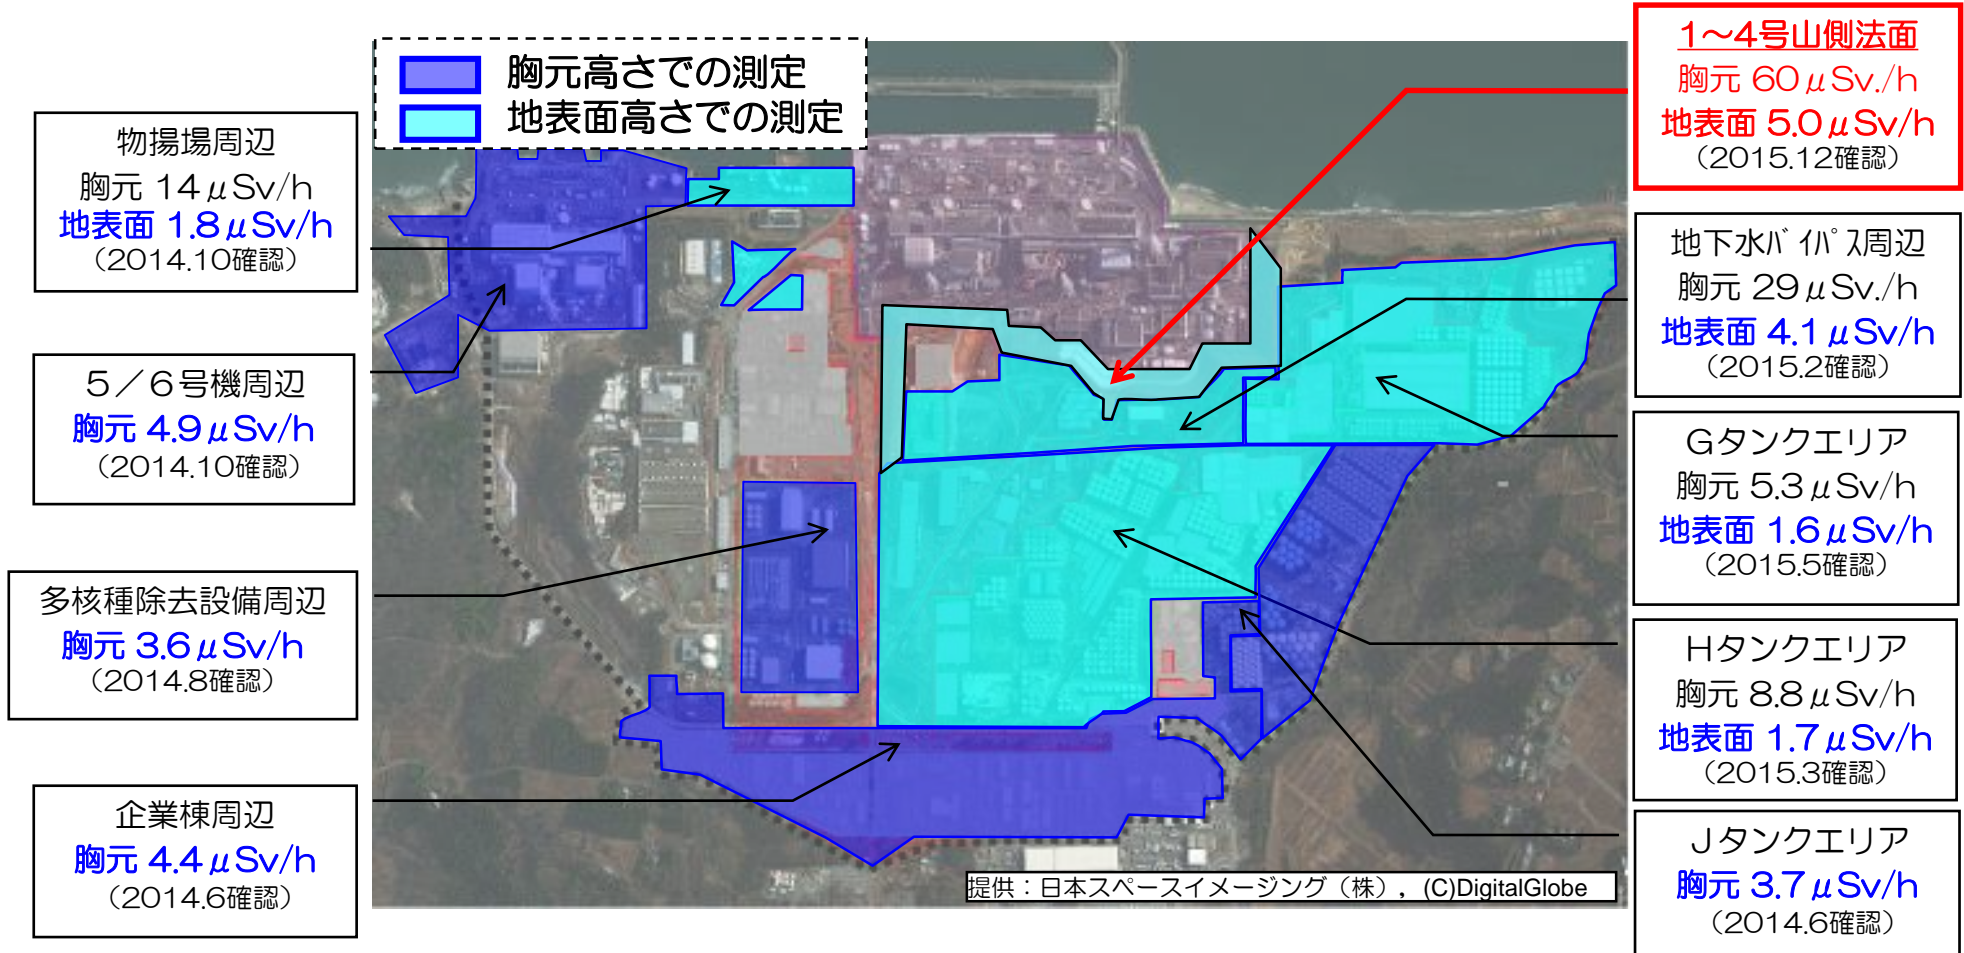 胸元高さでの測定
地表面高さでの測定
物揚場周辺
胸元 14μSv/h
地表面 1.8μSv/h
（2014.10確認）
5／6号機周辺
胸元 4.9μSv/h
（2014.10確認）
多核種除去設備周辺
胸元 3.6μSv/h
（2014.8確認）
企業棟周辺
胸元 4.4μSv/h
（2014.6確認）
1～4号山側法面
胸元 60μSv./h
地表面 5.0μSv/h
（2015.12確認）
地下水ﾊﾞｲﾊﾟｽ周辺
胸元 29μSv./h
地表面 4.1μSv/h
（2015.2確認）
Gタンクエリア
胸元 5.3μSv/h
地表面 1.6μSv/h
（2015.5確認）
Hタンクエリア
胸元 8.8μSv/h
地表面 1.7μSv/h
（2015.3確認）
Jタンクエリア
胸元 3.7μSv/h
（2014.6確認）
提供：日本スペースイメージング（株），(C)DigitalGlobe